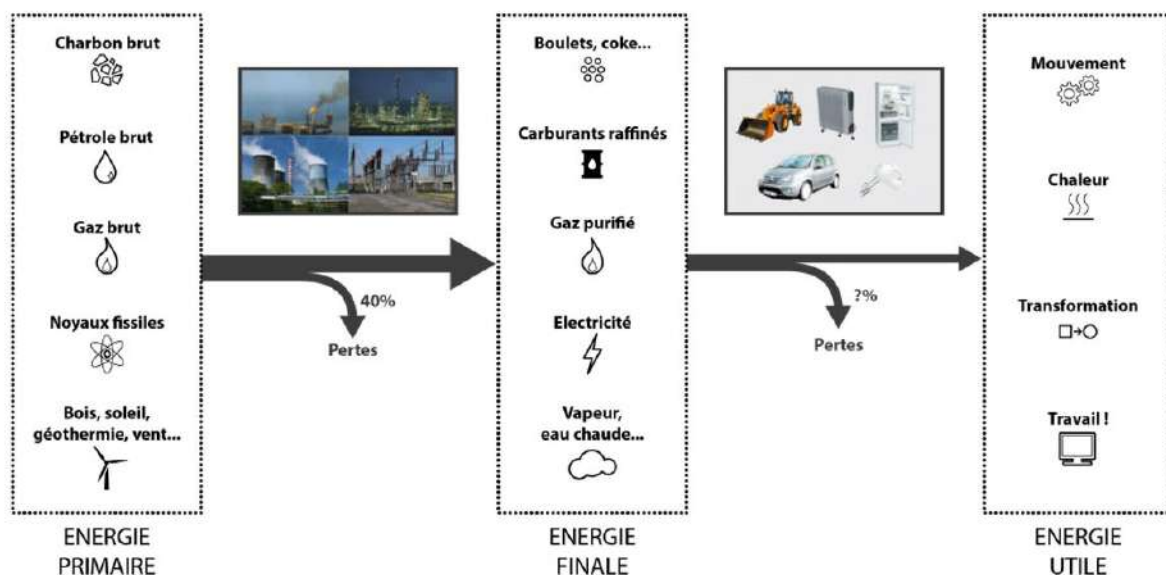 Charbon brut
Pétrole brut
Gaz brut
Noyaux fissiles
Bois, soleil,
géothermie, vent...
ENERGIE
PRIMAIRE
40%
Pertes
Boulets, coke...
Carburants raffinés
Gaz purifié
Electricité
Vapeur,
eau chaude...
ENERGIE
FINALE
?%
Pertes
Mouvement
Chaleur
Transformation
Travail !
ENERGIE
UTILE